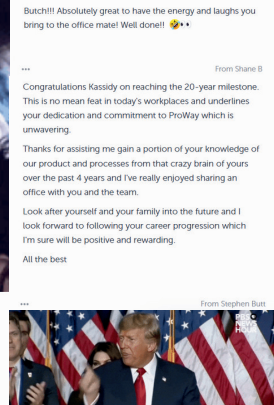 Butch!!! Absolutely great to have the energy and laughs you
bring to the office mate! Well done!! 🤣👀
...
From Shane B
Congratulations Kassidy on reaching the 20-year milestone.
This is no mean feat in today's workplaces and underlines
your dedication and commitment to ProWay which is
unwavering.
Thanks for assisting me gain a portion of your knowledge of
our product and processes from that crazy brain of yours
over the past 4 years and I've really enjoyed sharing an
office with you and the team.
Look after yourself and your family into the future and I
look forward to following your career progression which
I'm sure will be positive and rewarding.
All the best
...
From Stephen Butt
PBS
NEWS
HOUR